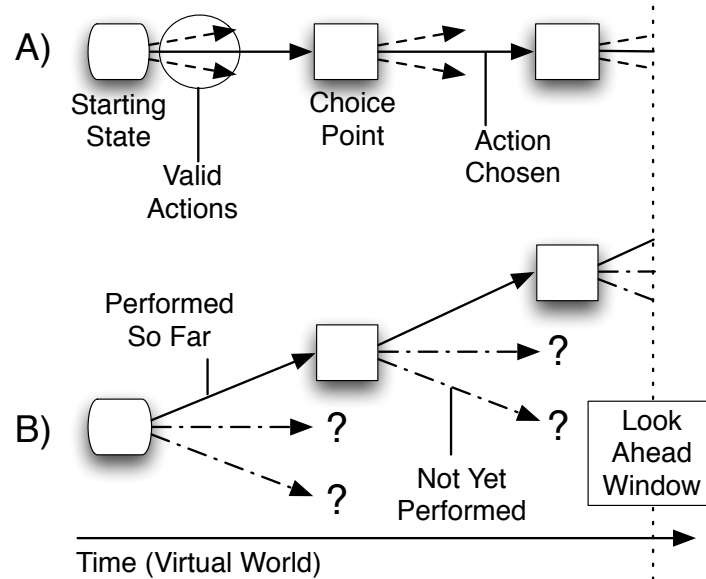 A)
Starting
State
Choice
Point
Action
Chosen
Valid
Actions
Performed
So Far
B)
?
?
?
?
Not Yet
Performed
Look
Ahead
Window
Time (Virtual World)